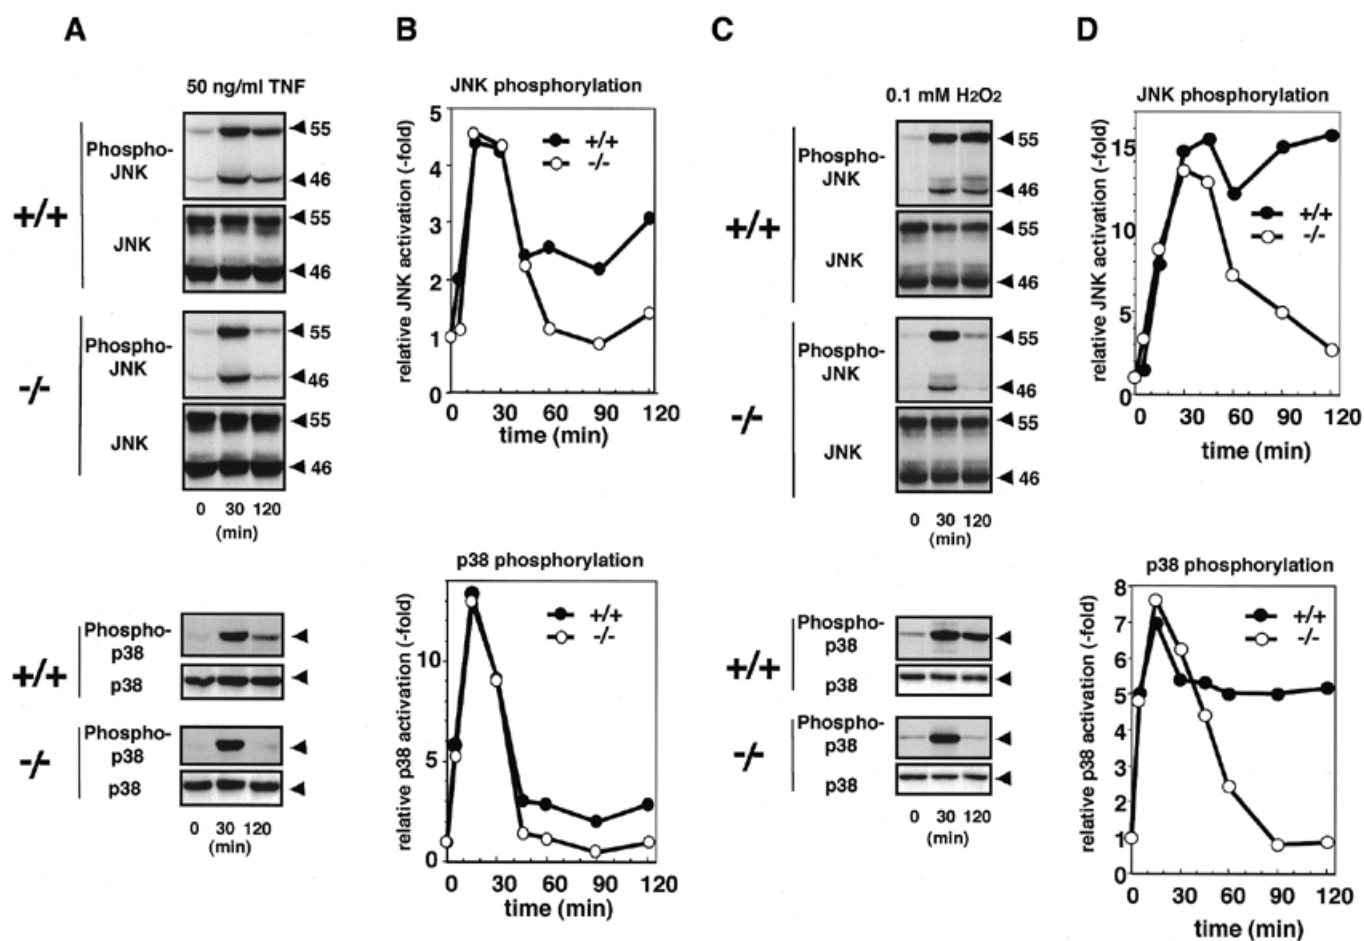 A
50 ng/ml TNF
+/+
Phospho-
JNK
55
46
JNK
55
46
-/-
Phospho-
JNK
55
46
JNK
55
46
0 30 120
(min)
+/+
Phospho-
p38
p38
-/-
Phospho-
p38
p38
0 30 120
(min)
B
JNK phosphorylation
relative JNK activation (-fold)
5
4
3
2
1
0
+/+
-/-
0 30 60 90 120
time (min)
p38 phosphorylation
relative p38 activation (-fold)
10
5
0
+/+
-/-
0 30 60 90 120
time (min)
C
0.1 mM H2O2
+/+
Phospho-
JNK
55
46
JNK
55
46
-/-
Phospho-
JNK
55
46
JNK
55
46
0 30 120
(min)
+/+
Phospho-
p38
p38
-/-
Phospho-
p38
p38
0 30 120
(min)
D
JNK phosphorylation
relative JNK activation (-fold)
15
10
5
0
+/+
-/-
0 30 60 90 120
time (min)
p38 phosphorylation
relative p38 activation (-fold)
8
7
6
5
4
3
2
1
0
+/+
-/-
0 30 60 90 120
time (min)